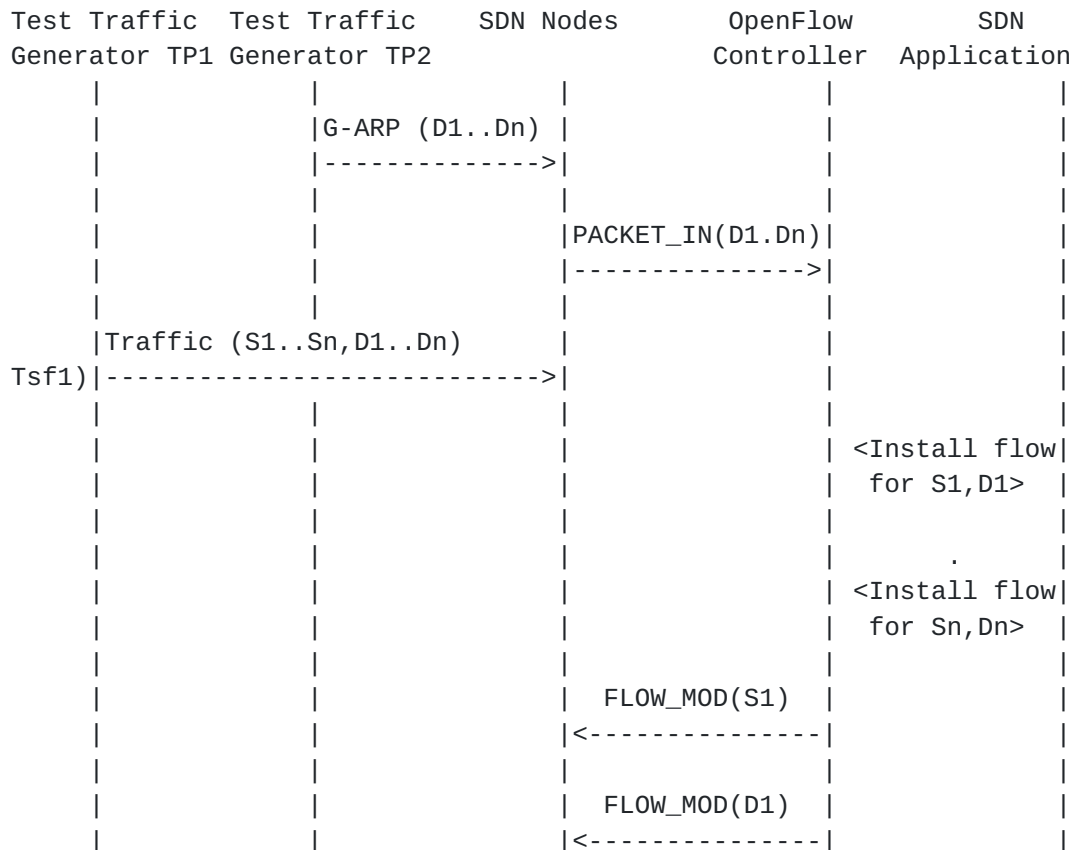 Test Traffic  Test Traffic    SDN Nodes       OpenFlow        SDN
Generator TP1 Generator TP2                  Controller  Application
     |             |               |                |              |
     |             |G-ARP (D1..Dn) |                |              |
     |             |-------------->|                |              |
     |             |               |                |              |
     |             |               |PACKET_IN(D1.Dn)|              |
     |             |               |--------------->|              |
     |             |               |                |              |
     |Traffic (S1..Sn,D1..Dn)      |                |              |
Tsf1)|---------------------------->|                |              |
     |             |               |                |              |
     |             |               |                | <Install flow|
     |             |               |                |  for S1,D1>  |
     |             |               |                |              |
     |             |               |                |       .      |
     |             |               |                | <Install flow|
     |             |               |                |  for Sn,Dn>  |
     |             |               |                |              |
     |             |               |  FLOW_MOD(S1)  |              |
     |             |               |<---------------|              |
     |             |               |                |              |
     |             |               |  FLOW_MOD(D1)  |              |
     |             |               |<---------------|              |